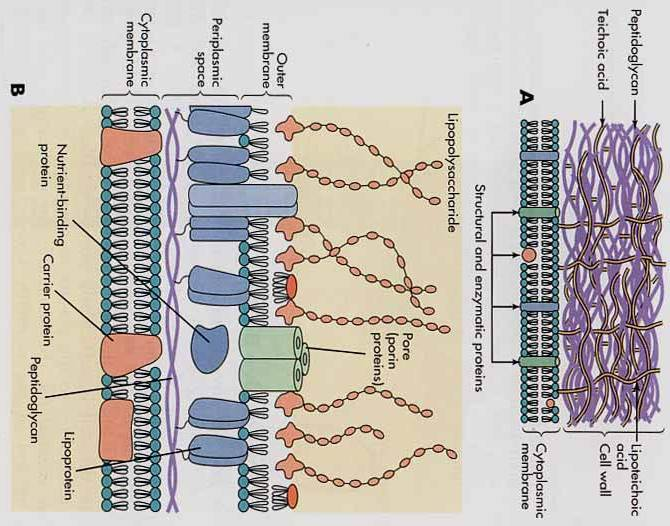 A
Peptidoglycan
Teichoic acid
Lipoteichoic
acid
Cell wall
Cytoplasmic
membrane
Structural and enzymatic proteins
B
Lipopolysaccharide
Outer
membrane
Periplasmic
space
Cytoplasmic
membrane
Pore
(porin
proteins)
Nutrient-binding
protein
Carrier protein
Peptidoglycan
Lipoprotein